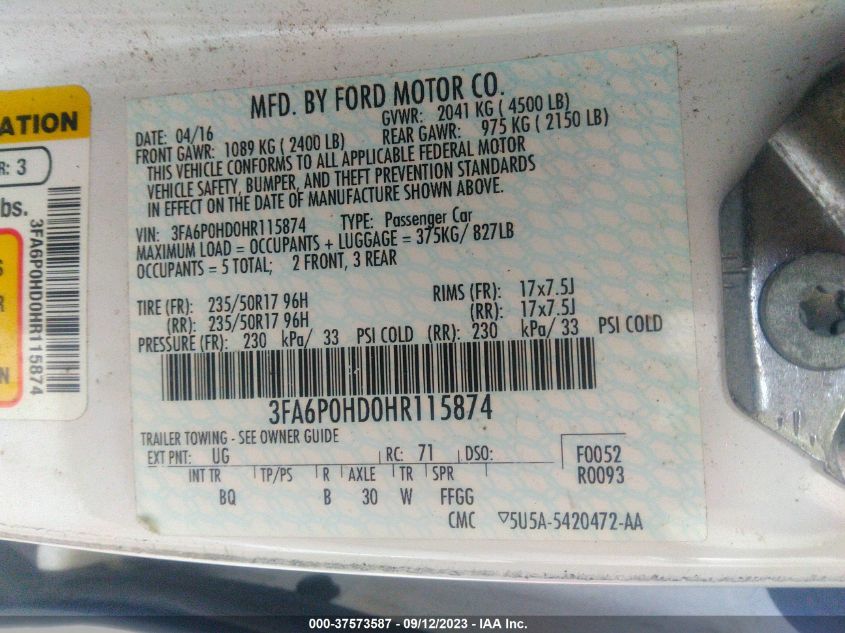 MFD. BY FORD MOTOR CO.
DATE: 04/16 GVWR: 2041 KG ( 4500 LB)
FRONT GAWR: 1089 KG ( 2400 LB) REAR GAWR: 975 KG ( 2150 LB)
THIS VEHICLE CONFORMS TO ALL APPLICABLE FEDERAL MOTOR
VEHICLE SAFETY, BUMPER, AND THEFT PREVENTION STANDARDS
IN EFFECT ON THE DATE OF MANUFACTURE SHOWN ABOVE.
VIN: 3FA6P0HD0HR115874 TYPE: Passenger Car
MAXIMUM LOAD = OCCUPANTS + LUGGAGE = 375KG/ 827LB
OCCUPANTS = 5 TOTAL; 2 FRONT, 3 REAR
TIRE (FR): 235/50R17 96H RIMS (FR): 17x7.5J
(RR): 235/50R17 96H (RR): 17x7.5J
PRESSURE (FR): 230 kPa/ 33 PSI COLD (RR): 230 kPa/ 33 PSI COLD
3FA6P0HD0HR115874
TRAILER TOWING - SEE OWNER GUIDE
EXT PNT: UG RC: 71 DSO: F0052
INT TR TP/PS R AXLE TR SPR R0093
BQ B 30 W FFGG
CMC ▽5U5A-5420472-AA
ATION
R: 3
bs.
S
R
N
3FA6P0HD0HR115874
000-37573587 - 09/12/2023 - IAA Inc.